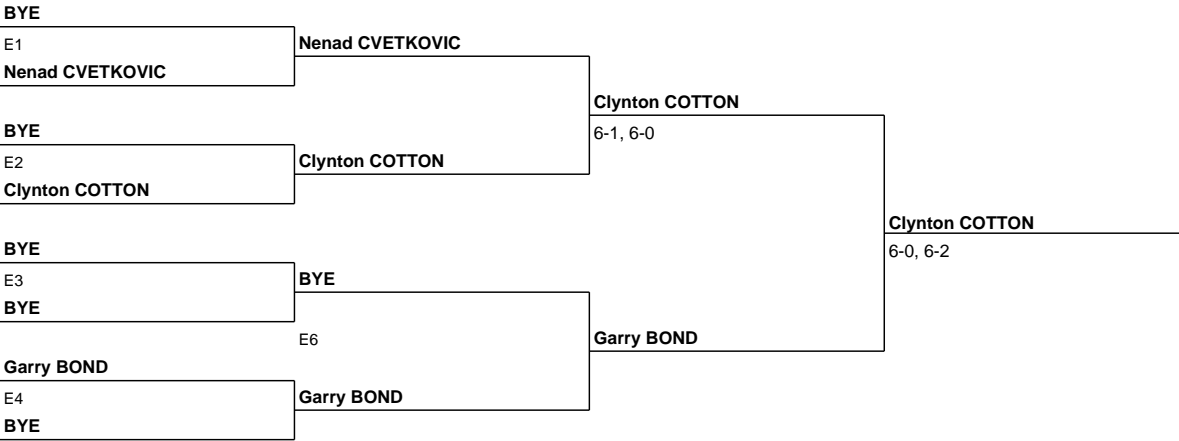 BYE
E1
Nenad CVETKOVIC
Nenad CVETKOVIC
BYE
E2
Clynton COTTON
Clynton COTTON
Clynton COTTON
6-1, 6-0
BYE
E3
BYE
BYE
E6
Garry BOND
E4
BYE
Garry BOND
Garry BOND
Clynton COTTON
6-0, 6-2